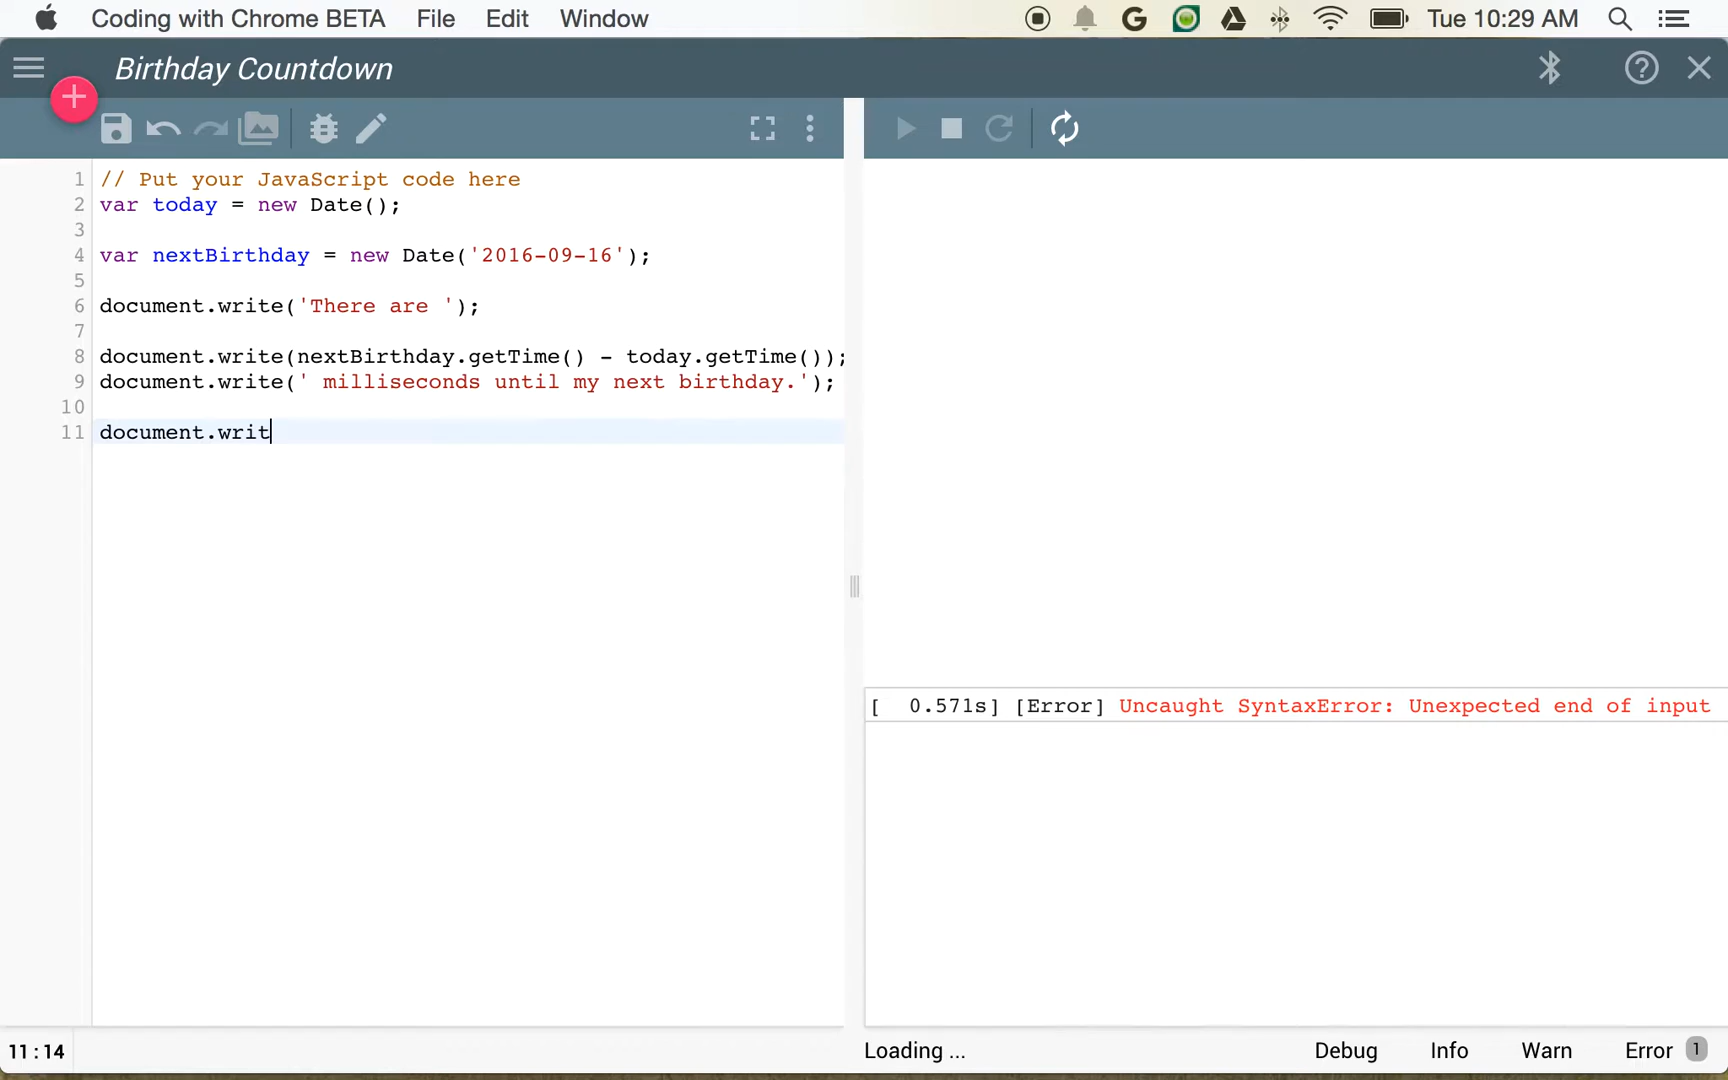 Coding with Chrome BETA File Edit Window Tue 10:29 AM
Birthday Countdown
1 // Put your JavaScript code here
2 var today = new Date();
3
4 var nextBirthday = new Date('2016-09-16');
5
6 document.write('There are ');
7
8 document.write(nextBirthday.getTime() - today.getTime());
9 document.write(' milliseconds until my next birthday.');
10
11 document.writ
[ 0.571s] [Error] Uncaught SyntaxError: Unexpected end of input
11:14 Loading ... Debug Info Warn Error 1